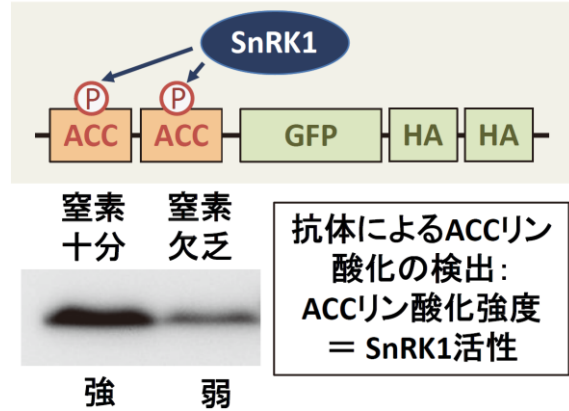 SnRK1
P P
ACC ACC GFP HA HA
窒素 窒素
十分 欠乏
強 弱
抗体によるACCリン
酸化の検出：
ACCリン酸化強度
＝ SnRK1活性